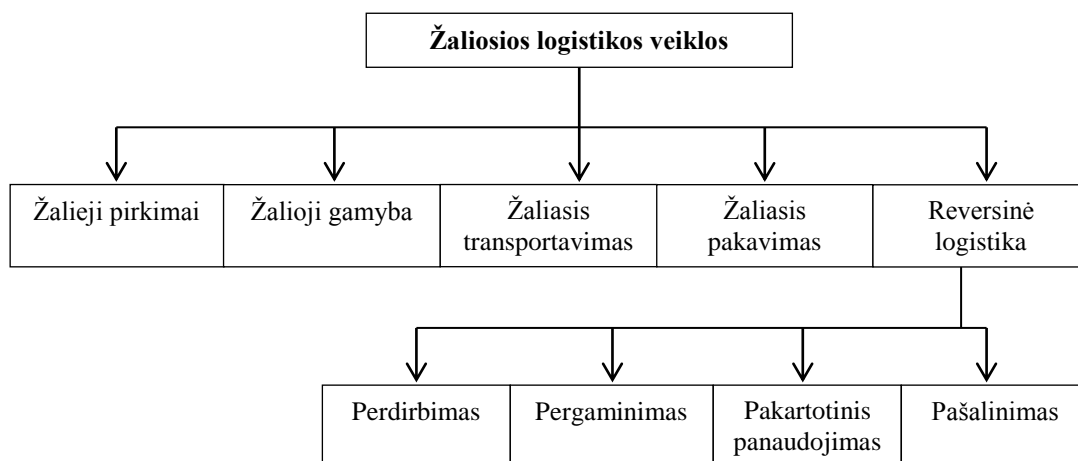 Žaliosios logistikos veiklos
Žalieji pirkimai
Žalioji gamyba
Žaliasis
transportavimas
Žaliasis
pakavimas
Reversinė
logistika
Perdirbimas
Pergaminimas
Pakartotinis
panaudojimas
Pašalinimas